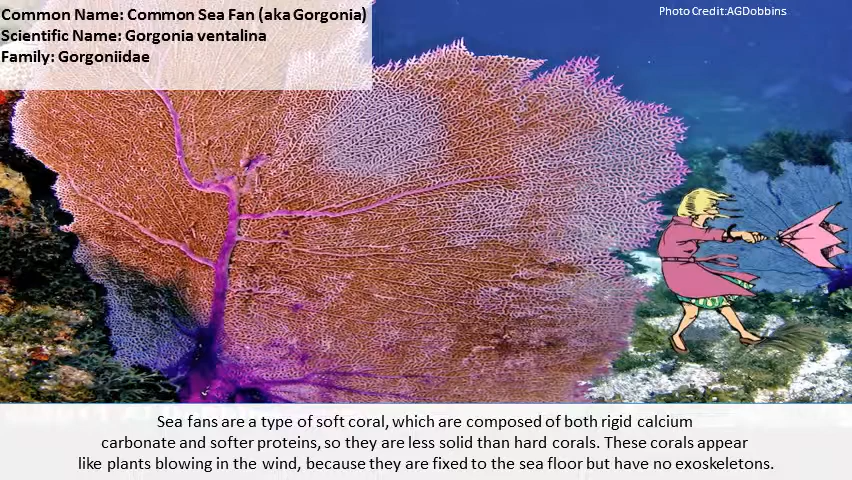 Common Name: Common Sea Fan (aka Gorgonia)
Scientific Name: Gorgonia ventalina
Family: Gorgoniidae
Photo Credit:AGDobbins
Sea fans are a type of soft coral, which are composed of both rigid calcium
carbonate and softer proteins, so they are less solid than hard corals. These corals appear
like plants blowing in the wind, because they are fixed to the sea floor but have no exoskeletons.